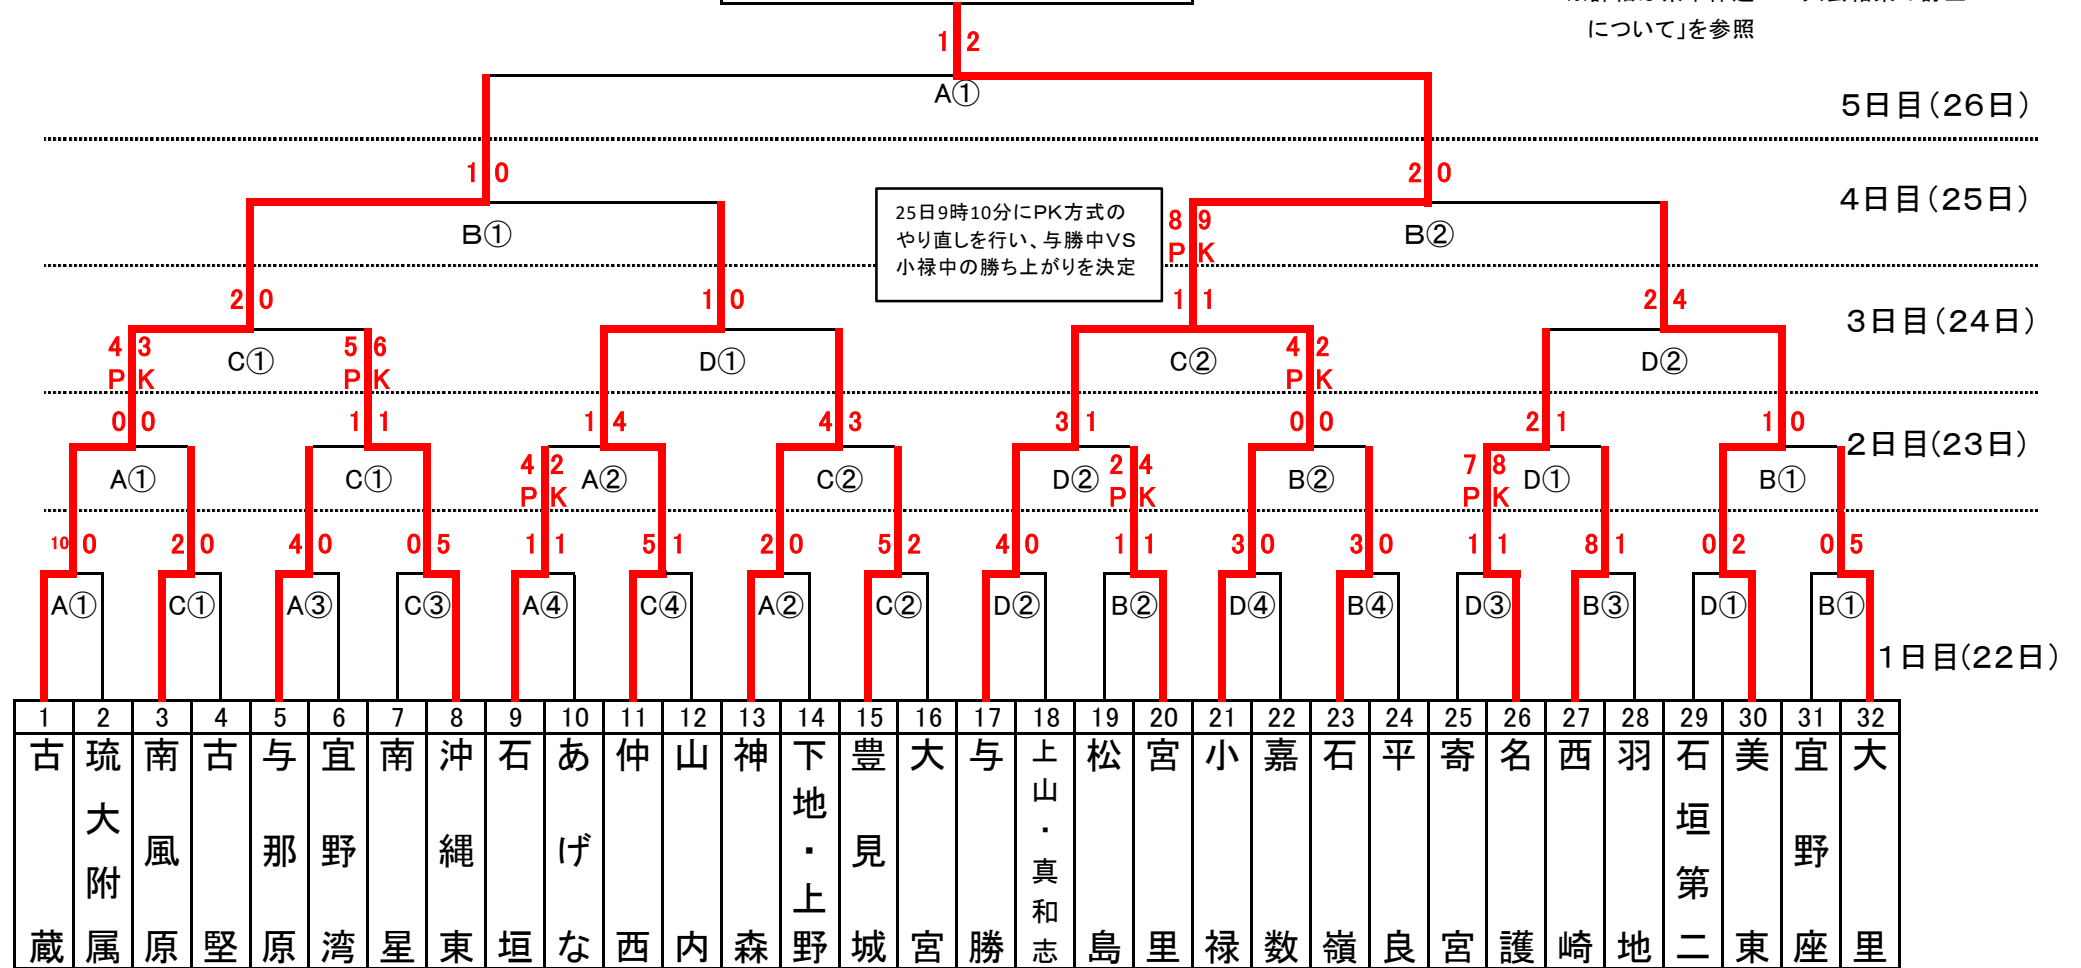 について」を参照
1 2
A①
5日目(26日)
1 0
2 0
4日目(25日)
25日9時10分にPK方式の
やり直しを行い、与勝中VS
小禄中の勝ち上がりを決定
8 9
P K
B①
B②
2 0
1 0
1 1
2 4
3日目(24日)
4 3
P K
C①
5 6
P K
D①
C②
4 2
P K
D②
0 0
1 1
1 4
4 3
3 1
0 0
2 1
1 0
2日目(23日)
A①
C①
4 2
P K
A②
C②
D②
2 4
P K
B②
7 8
P K
D①
B①
10 0
2 0
4 0
0 5
1 1
5 1
2 0
5 2
4 0
1 1
3 0
3 0
1 1
8 1
0 2
0 5
A①
C①
A③
C③
A④
C④
A②
C②
D②
B②
D④
B④
D③
B③
D①
B①
1日目(22日)
1 2 3 4 5 6 7 8 9 10 11 12 13 14 15 16 17 18 19 20 21 22 23 24 25 26 27 28 29 30 31 32
古蔵
琉大附属
南風原
古堅
与那原
宜野湾
南星
沖縄東
石垣
あげな
仲西
山内
神森
下地・上野
豊見城
大宮
与勝
上山・真和志
松島
宮里
小禄
嘉数
石嶺
平良
寄宮
名護
西崎
羽地
石垣第二
美東
宜野座
大里